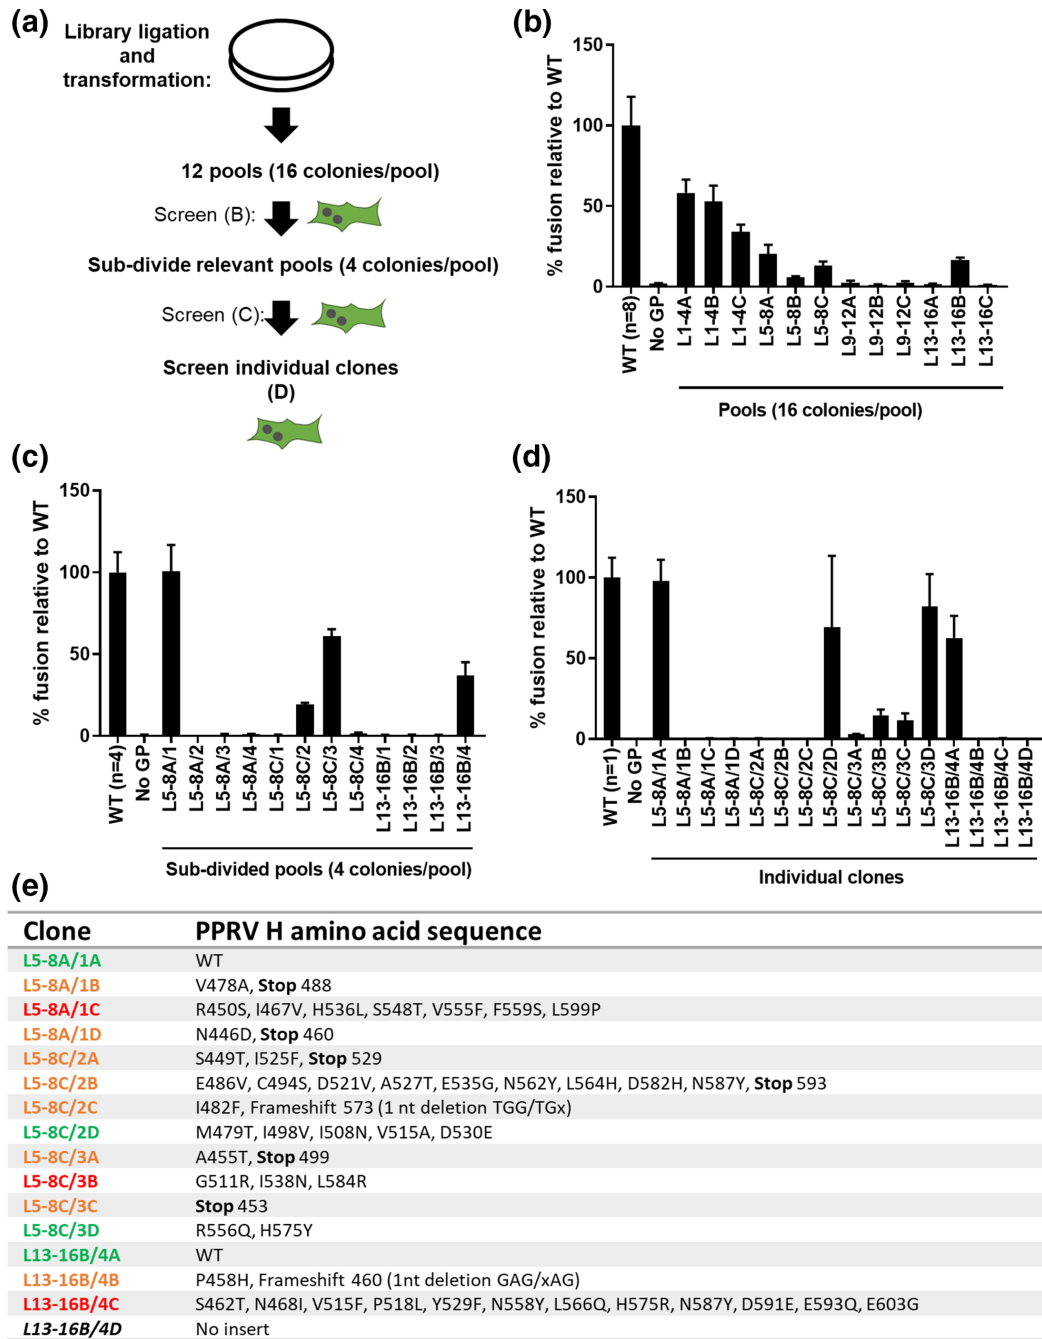 (a)
Library ligation
and
transformation:
12 pools (16 colonies/pool)
Screen (B):
Sub-divide relevant pools (4 colonies/pool)
Screen (C):
Screen individual clones
(D)
(b)
% fusion relative to WT
150
100
50
0
WT (n=8)
No GP
L1-4A
L1-4B
L1-4C
L5-8A
L5-8B
L5-8C
L9-12A
L9-12B
L9-12C
L13-16A
L13-16B
L13-16C
Pools (16 colonies/pool)
(c)
% fusion relative to WT
150
100
50
0
WT (n=4)
No GP
L5-8A/1
L5-8A/2
L5-8A/3
L5-8A/4
L5-8C/1
L5-8C/2
L5-8C/3
L5-8C/4
L13-16B/1
L13-16B/2
L13-16B/3
L13-16B/4
Sub-divided pools (4 colonies/pool)
(d)
% fusion relative to WT
150
100
50
0
WT (n=1)
No GP
L5-8A/1A
L5-8A/1B
L5-8A/1C
L5-8A/1D
L5-8C/2A
L5-8C/2B
L5-8C/2C
L5-8C/2D
L5-8C/3A
L5-8C/3B
L5-8C/3C
L5-8C/3D
L13-16B/4A
L13-16B/4B
L13-16B/4C
L13-16B/4D
Individual clones
(e)
Clone PPRV H amino acid sequence
L5-8A/1A WT
L5-8A/1B V478A, Stop 488
L5-8A/1C R450S, I467V, H536L, S548T, V555F, F559S, L599P
L5-8A/1D N446D, Stop 460
L5-8C/2A S449T, I525F, Stop 529
L5-8C/2B E486V, C494S, D521V, A527T, E535G, N562Y, L564H, D582H, N587Y, Stop 593
L5-8C/2C I482F, Frameshift 573 (1 nt deletion TGG/TGx)
L5-8C/2D M479T, I498V, I508N, V515A, D530E
L5-8C/3A A455T, Stop 499
L5-8C/3B G511R, I538N, L584R
L5-8C/3C Stop 453
L5-8C/3D R556Q, H575Y
L13-16B/4A WT
L13-16B/4B P458H, Frameshift 460 (1nt deletion GAG/xAG)
L13-16B/4C S462T, N468I, V515F, P518L, Y529F, N558Y, L566Q, H575R, N587Y, D591E, E593Q, E603G
L13-16B/4D No insert